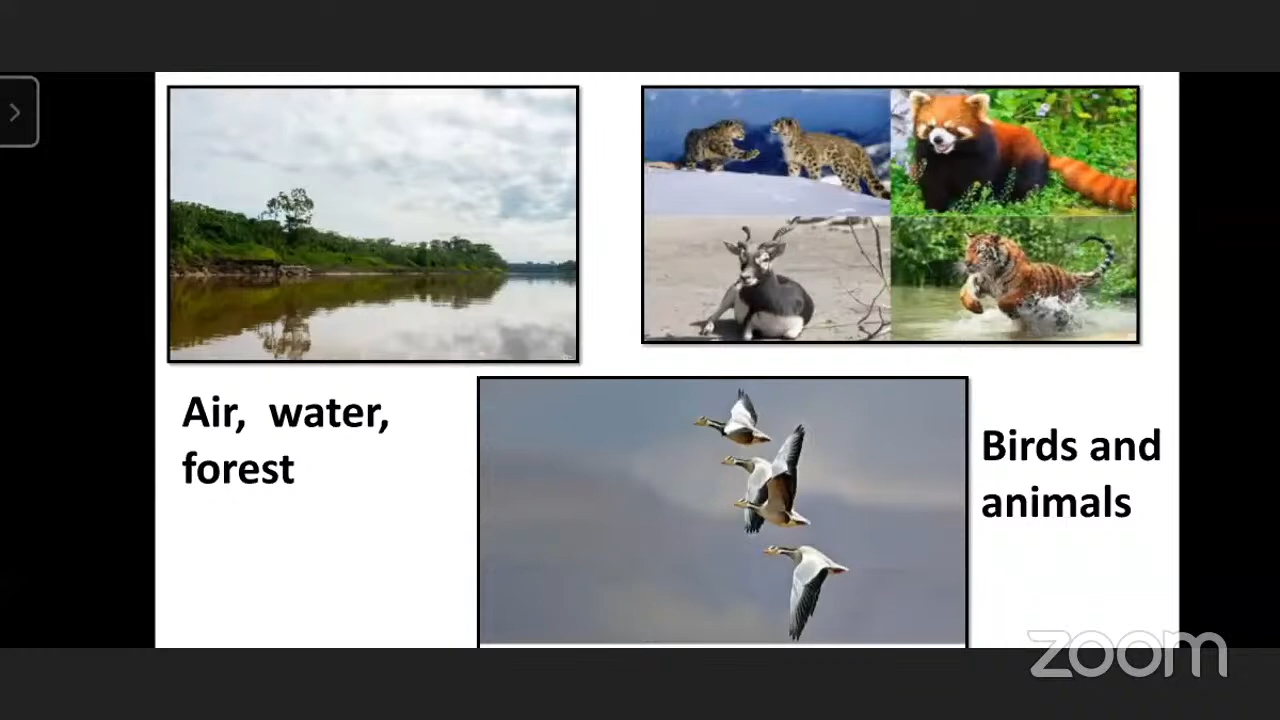 Air,  water,
forest
Birds and
animals
zoom